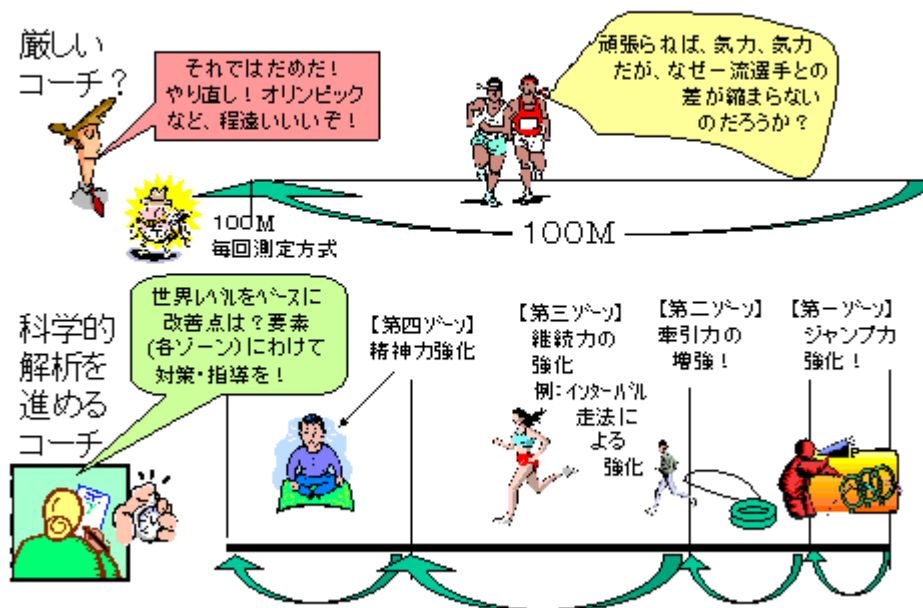 厳しい
コーチ？
それではだめだ！
やり直し！オリンピック
など、程遠いいいぞ！
頑張られば、気力、気力
だが、なぜ一流選手との
差が縮まらない
のだろうか？
100M
毎回測定方式
100M
科学的
解析を
進める
コーチ
世界ﾚﾍﾞﾙをﾍﾞｰｽに
改善点は？要素
(各ゾーン)にわけて
対策・指導を！
【第四ｿﾞｰﾝ】
精神力強化
【第三ｿﾞｰﾝ】
継続力の
強化
例：ｲﾝﾀｰﾊﾞﾙ
走法に
よる
強化
【第二ｿﾞｰﾝ】
牽引力の
増強！
【第一ｿﾞｰﾝ】
ジャンプ力
強化！